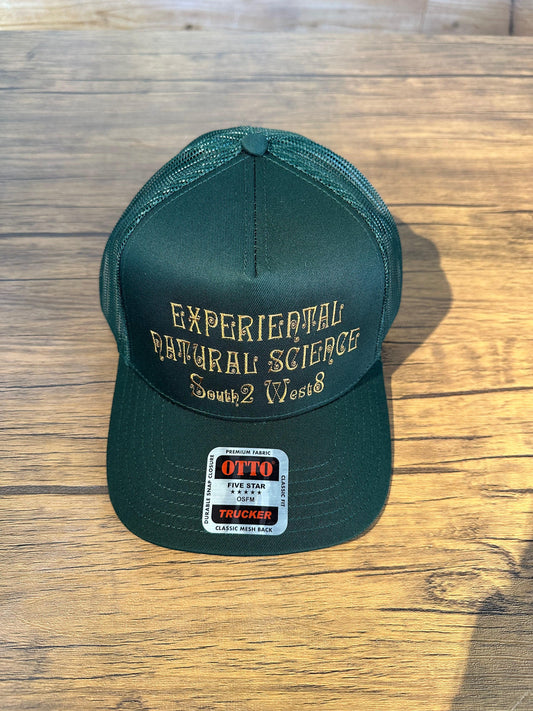 EXPERIENTAL
NATURAL SCIENCE
South2 West8
PREMIUM FABRIC
DURABLE SNAP CLOSURE
OTTO
FIVE STAR
★★★★★
OSFM
TRUCKER
CLASSIC FIT
CLASSIC MESH BACK